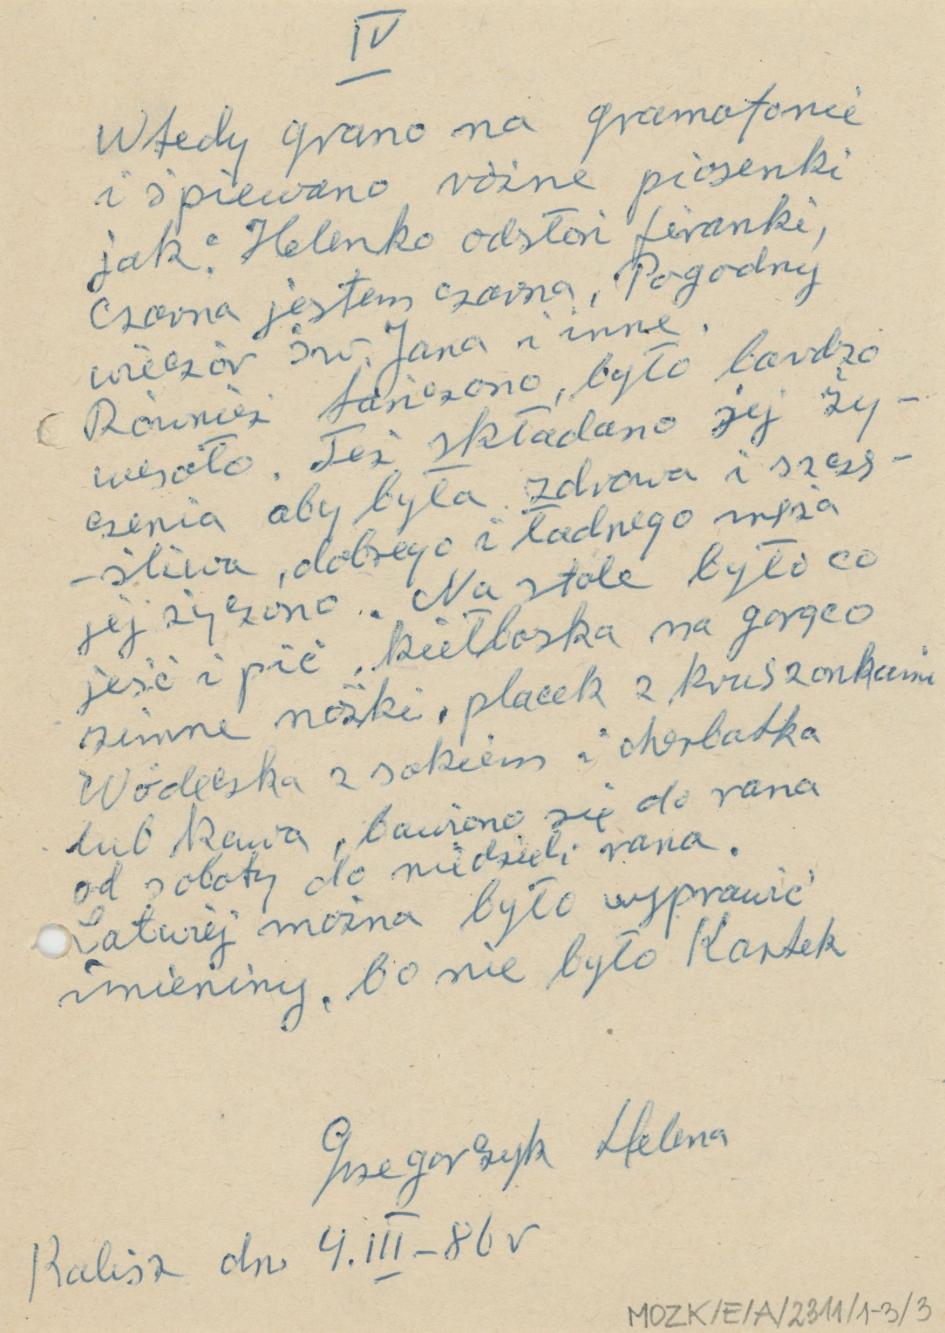 IV
Wtedy grano na gramofonie
i śpiewano różne piosenki
jak: Helenko odsłoń firanki,
Czarna jestem czarna, Pogodny
wieczór św. Jana i inne.
Również tańczono, było bardzo
wesoło. Też składano jej ży-
czenia aby była zdrowa i szczę-
-śliwa, dobrego i ładnego męża
jej życzono. Na stole było co
jeść i pić, kiełbaska na gorąco
zimne nóżki, placek z kruszonkami
Wódeczka z sokiem i cherbatka
lub kawa, bawiono się do rana
od soboty do niedzieli rana.
Łatwiej można było wyprawić
imieniny, bo nie było Kartek
Grzegorzyk Helena
Kalisz dn. 4.III-86 r
MOZK/E/A/2311/1-3/3